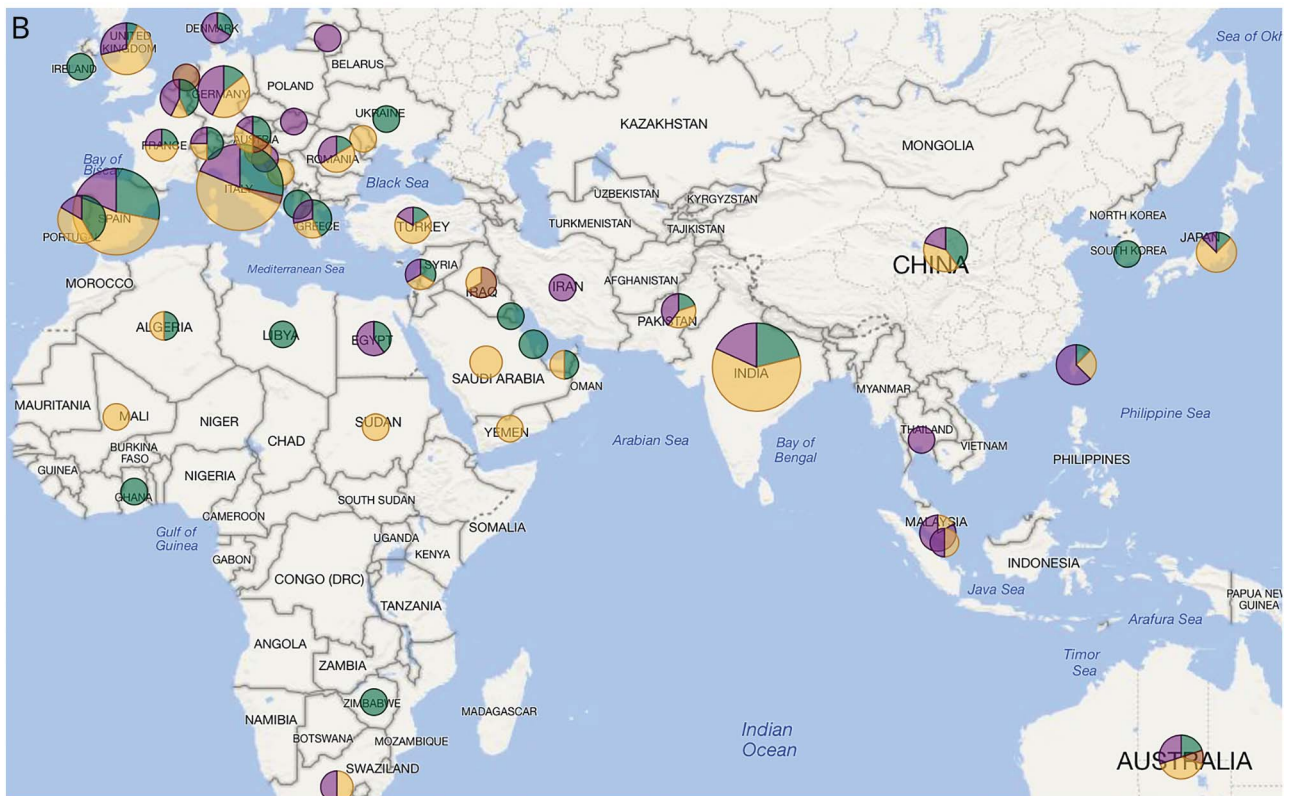 B
UNITED
KINGDOM
DENMARK
Sea of Okh
IRELAND
BELARUS
GERMANY
POLAND
UKRAINE
KAZAKHSTAN
FRANCE
AUSTRIA
MONGOLIA
Bay of
Biscay
ROMANIA
Black Sea
ITALY
UZBEKISTAN
KYRGYZSTAN
SPAIN
NORTH KOREA
TURKMENISTAN
TAJIKISTAN
GREECE
TURKEY
PORTUGAL
JAPAN
SOUTH KOREA
CHINA
Mediterranean Sea
SYRIA
MOROCCO
AFGHANISTAN
IRAQ
IRAN
ALGERIA
LIBYA
EGYPT
PAKISTAN
INDIA
SAUDI ARABIA
OMAN
MYANMAR
MAURITANIA
MALI
NIGER
SUDAN
YEMEN
Arabian Sea
Bay of
Bengal
Philippine Sea
THAILAND
CHAD
BURKINA
FASO
VIETNAM
PHILIPPINES
GUINEA
NIGERIA
GHANA
SOUTH SUDAN
CAMEROON
SOMALIA
MALAYSIA
Gulf of
Guinea
UGANDA
KENYA
GABON
INDONESIA
CONGO (DRC)
Java Sea
PAPUA NEW
GUINEA
TANZANIA
Arafura Sea
ANGOLA
ZAMBIA
Timor
Sea
ZIMBABWE
MADAGASCAR
NAMIBIA
Indian
Ocean
BOTSWANA
MOZAMBIQUE
SWAZILAND
AUSTRALIA